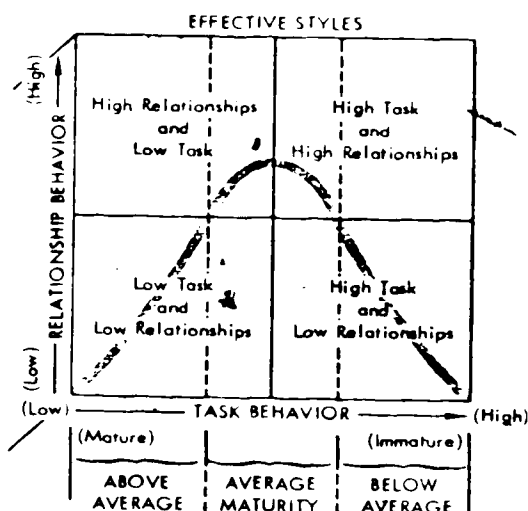 EFFECTIVE STYLES
(High)
RELATIONSHIP BEHAVIOR
(Low)
High Relationships
and
Low Task
High Task
and
High Relationships
Low Task
and
Low Relationships
High Task
and
Low Relationships
(Low) TASK BEHAVIOR (High)
(Mature) (Immature)
ABOVE AVERAGE BELOW
AVERAGE MATURITY AVERAGE